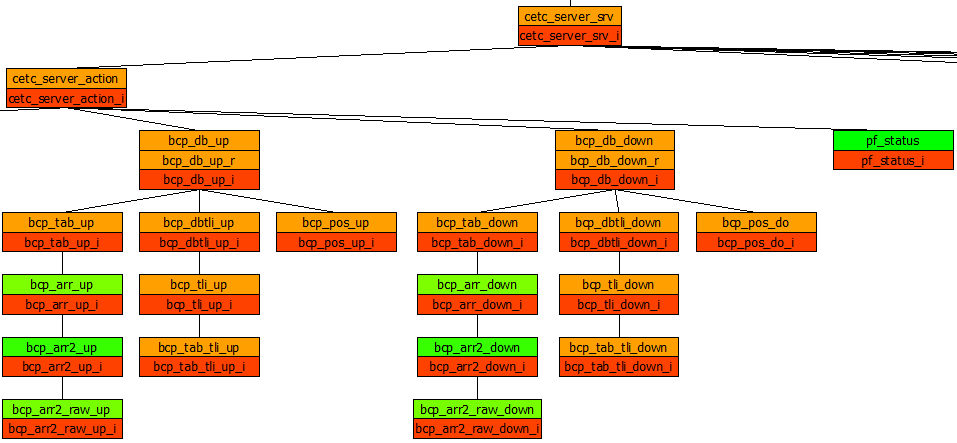 cetc_server_srv
cetc_server_srv_i
cetc_server_action
cetc_server_action_i
bcp_db_up
bcp_db_up_r
bcp_db_up_i
bcp_db_down
bcp_db_down_r
bcp_db_down_i
pf_status
pf_status_i
bcp_tab_up
bcp_tab_up_i
bcp_dbtli_up
bcp_dbtli_up_i
bcp_pos_up
bcp_pos_up_i
bcp_tab_down
bcp_tab_down_i
bcp_dbtli_down
bcp_dbtli_down_i
bcp_pos_do
bcp_pos_do_i
bcp_arr_up
bcp_arr_up_i
bcp_tli_up
bcp_tli_up_i
bcp_arr_down
bcp_arr_down_i
bcp_tli_down
bcp_tli_down_i
bcp_arr2_up
bcp_arr2_up_i
bcp_tab_tli_up
bcp_tab_tli_up_i
bcp_arr2_down
bcp_arr2_down_i
bcp_tab_tli_down
bcp_tab_tli_down_i
bcp_arr2_raw_up
bcp_arr2_raw_up_i
bcp_arr2_raw_down
bcp_arr2_raw_down_i